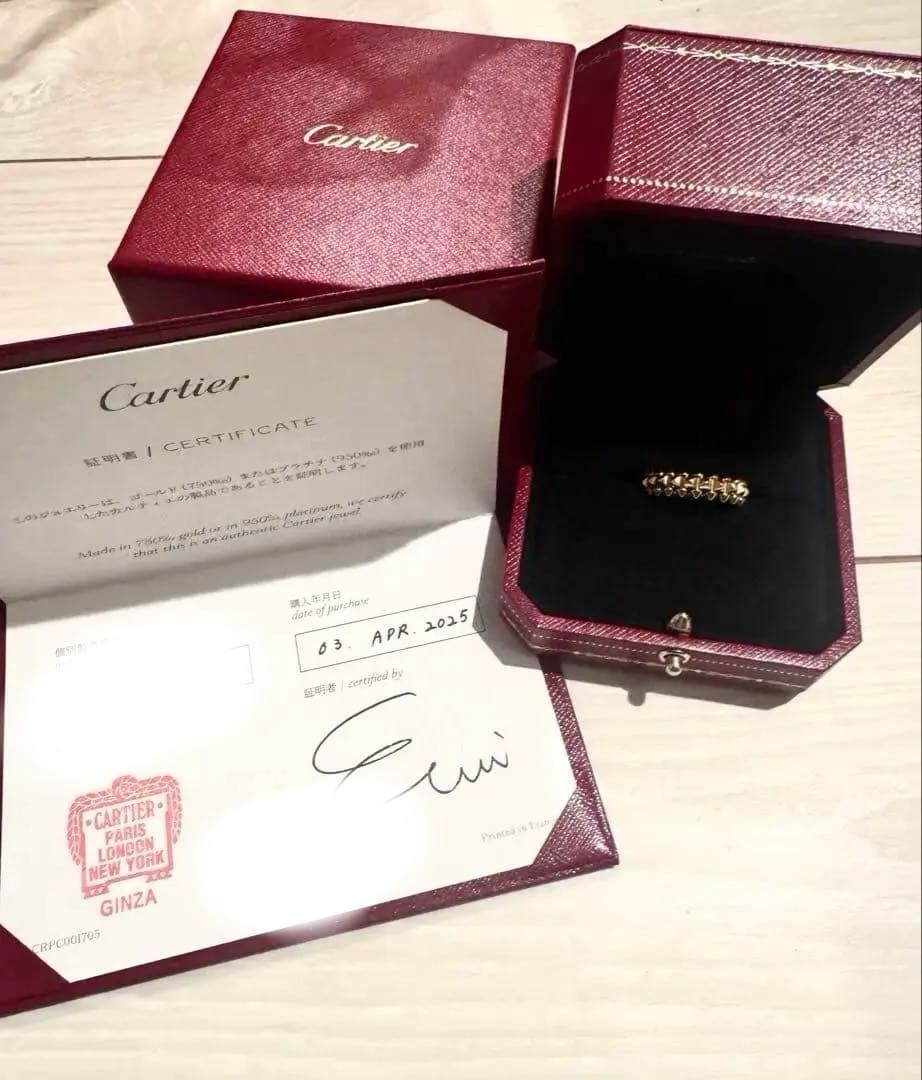 Cartier
Cartier
証明書 | CERTIFICATE
このジュエリーは、ゴールド (750‰) またはプラチナ (950‰) を使用
したカルティエの製品であることを証明します。
Made in 750‰ gold or in 950‰ platinum, we certify
that this is an authentic Cartier jewel
購入年月日
date of purchase
03. APR. 2025
証明者 | certified by
CARTIER
PARIS
LONDON
NEW YORK
GINZA
Printed in
CRPC001705